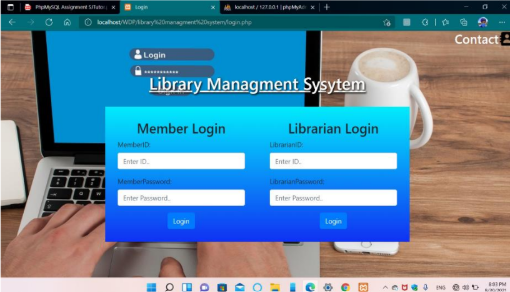 PhpMySQL Assignment 5
Login
localhost / 127.0.0.1 | phpMyAdm
localhost/WDP/library%20managment%20system/login.php
Contact
Login
Library Managment Sysytem
Member Login
Librarian Login
MemberID:
LibrarianID:
Enter ID..
Enter ID..
MemberPassword:
LibrarianPassword:
Enter Password..
Enter Password..
Login
Login
ENG
8:03 PM